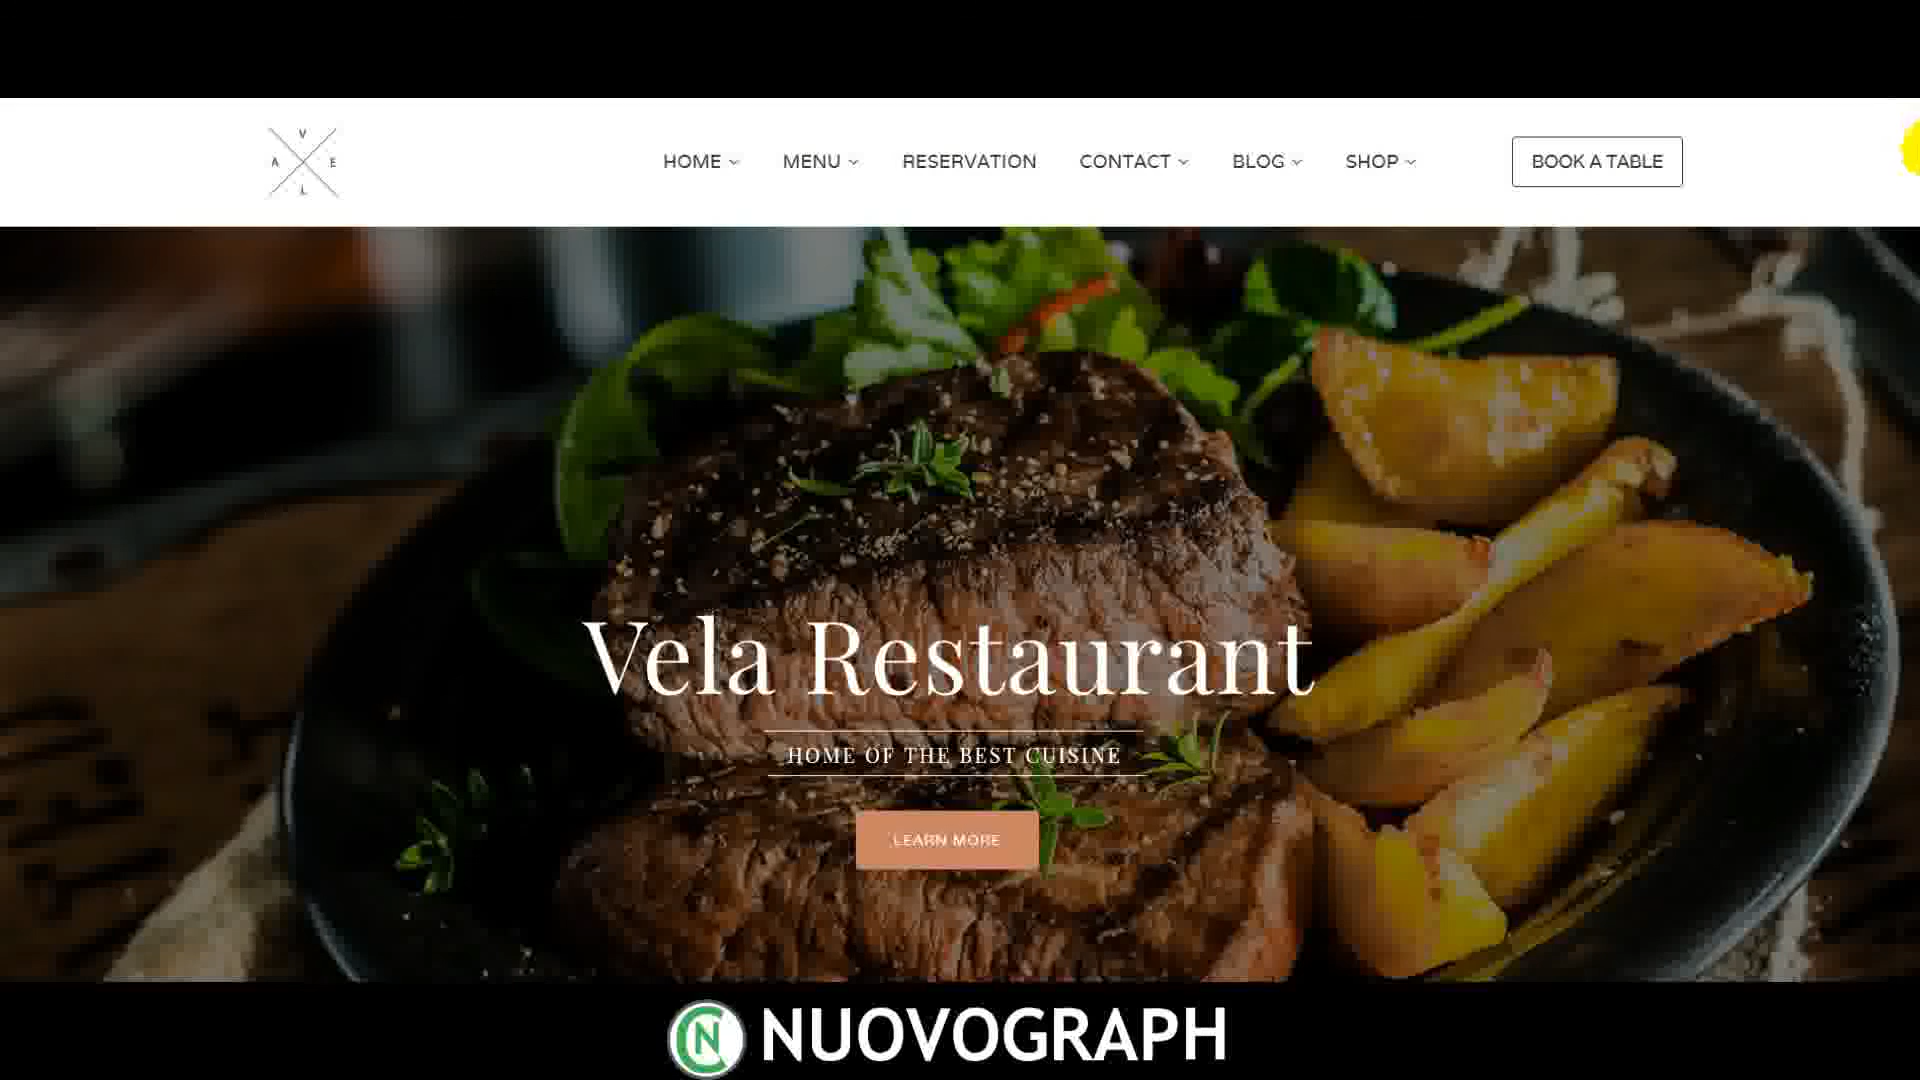 V
A E
L
HOME MENU RESERVATION CONTACT BLOG SHOP BOOK A TABLE
Vela Restaurant
HOME OF THE BEST CUISINE
LEARN MORE
N NUOVOGRAPH